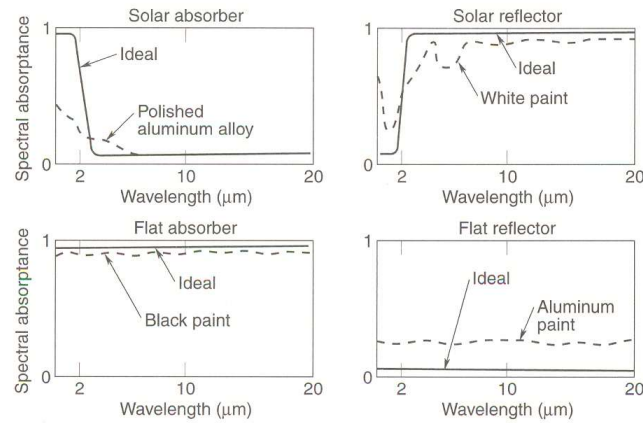 Solar absorber
Spectral absorptance
1
0
Ideal
Polished
aluminum alloy
2
10
20
Wavelength (μm)
Solar reflector
1
0
Ideal
White paint
2
10
20
Wavelength (μm)
Flat absorber
Spectral absorptance
1
0
Ideal
Black paint
2
10
20
Wavelength (μm)
Flat reflector
1
0
Ideal
Aluminum
paint
2
10
20
Wavelength (μm)